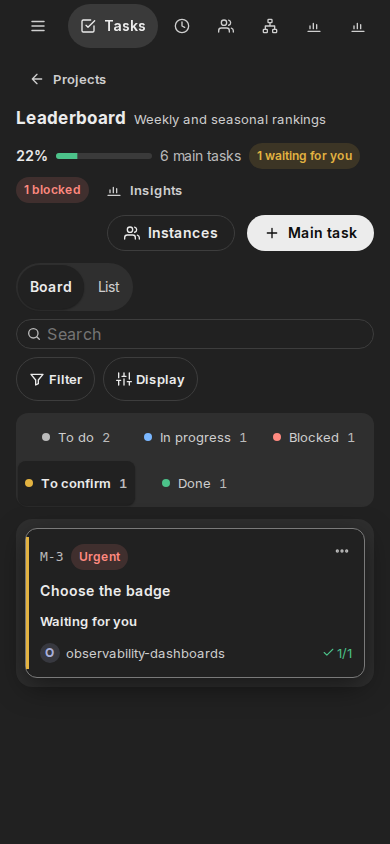 Tasks
Projects
Leaderboard Weekly and seasonal rankings
22% 6 main tasks 1 waiting for you
1 blocked Insights
Instances Main task
Board List
Search
Filter Display
To do 2 In progress 1 Blocked 1
To confirm 1 Done 1
M-3 Urgent
Choose the badge
Waiting for you
O observability-dashboards 1/1